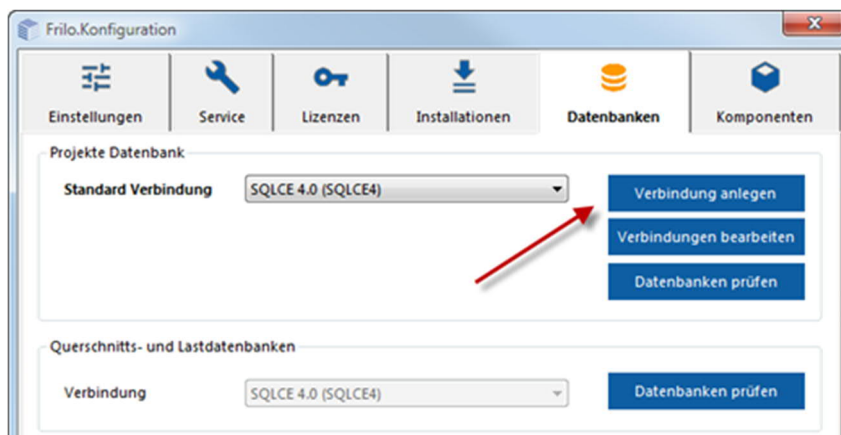 Frilo.Konfiguration
Einstellungen Service Lizenzen Installationen Datenbanken Komponenten
Projekte Datenbank
Standard Verbindung SQLCE 4.0 (SQLCE4) Verbindung anlegen
Verbindungen bearbeiten
Datenbanken prüfen
Querschnitts- und Lastdatenbanken
Verbindung SQLCE 4.0 (SQLCE4) Datenbanken prüfen